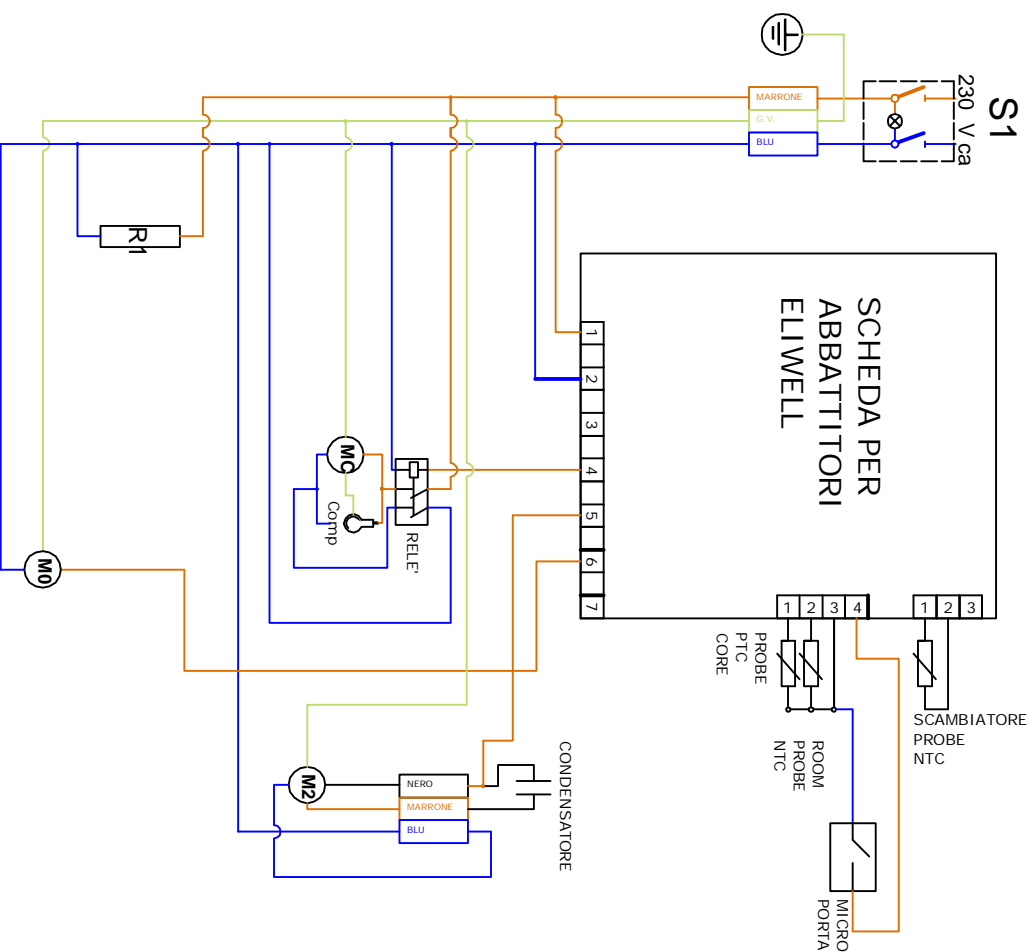 S1
230 V ca
MARRONE
G.V.
BLU
R1
SCHEDA PER
ABBATTITORI
ELIWELL
1
2
3
4
5
6
7
MC
Comp
RELE'
M0
1
2
3
4
1
2
3
PROBE
PTC
CORE
ROOM
PROBE
NTC
SCAMBIATORE
PROBE
NTC
M2
NERO
MARRONE
BLU
CONDENSATORE
MICRO
PORTA